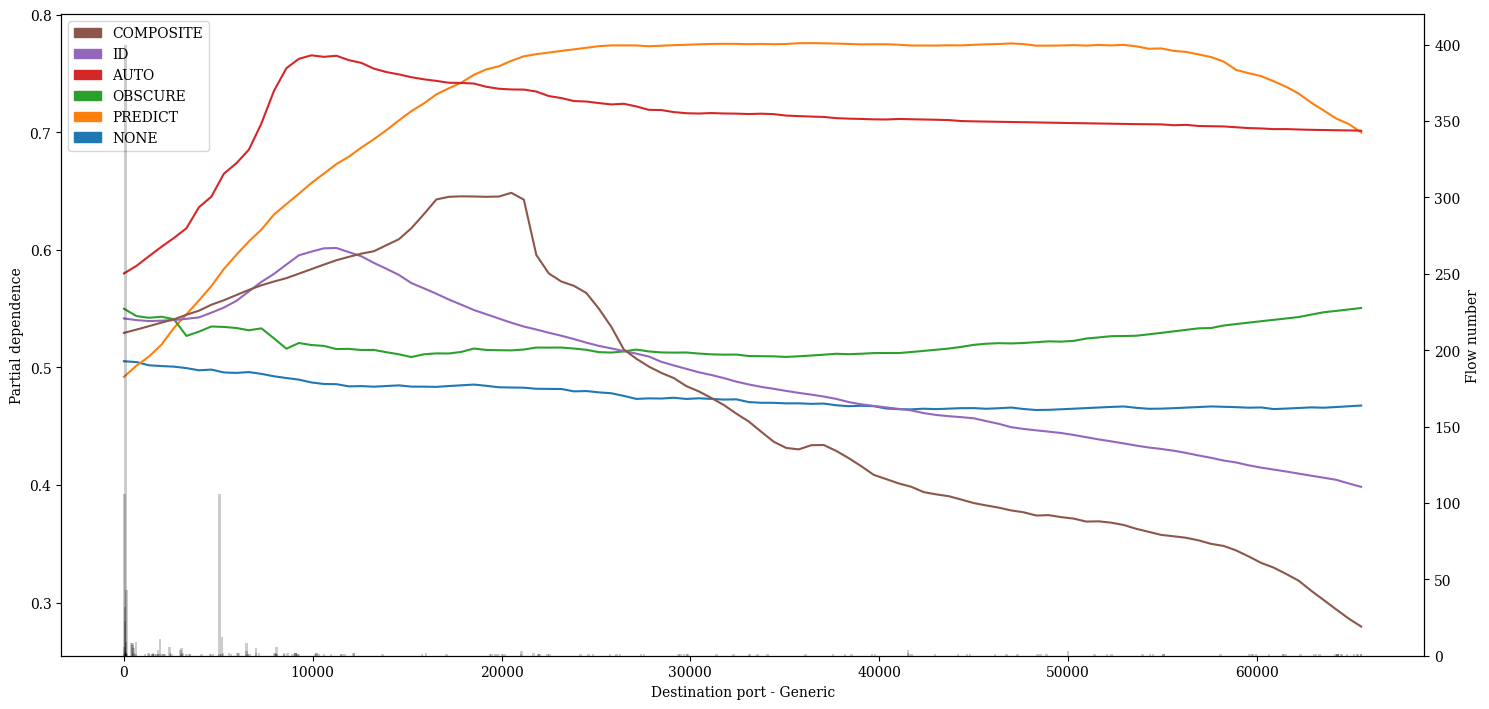 COMPOSITE
ID
AUTO
OBSCURE
PREDICT
NONE
Partial dependence
0.8
0.7
0.6
0.5
0.4
0.3
Flow number
400
350
300
250
200
150
100
50
0
0 10000 20000 30000 40000 50000 60000
Destination port - Generic